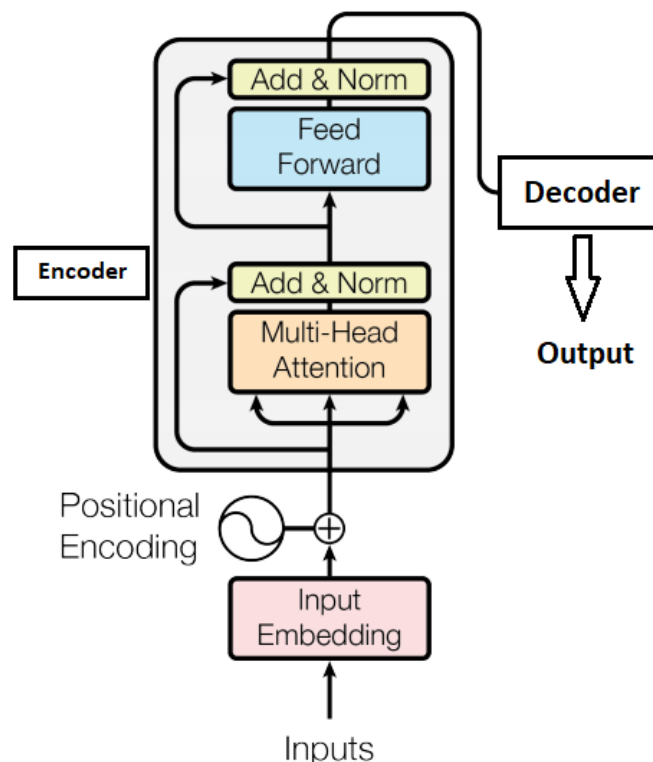 Add & Norm
Feed
Forward
Decoder
Encoder
Add & Norm
Multi-Head
Attention
Output
Positional
Encoding
Input
Embedding
Inputs